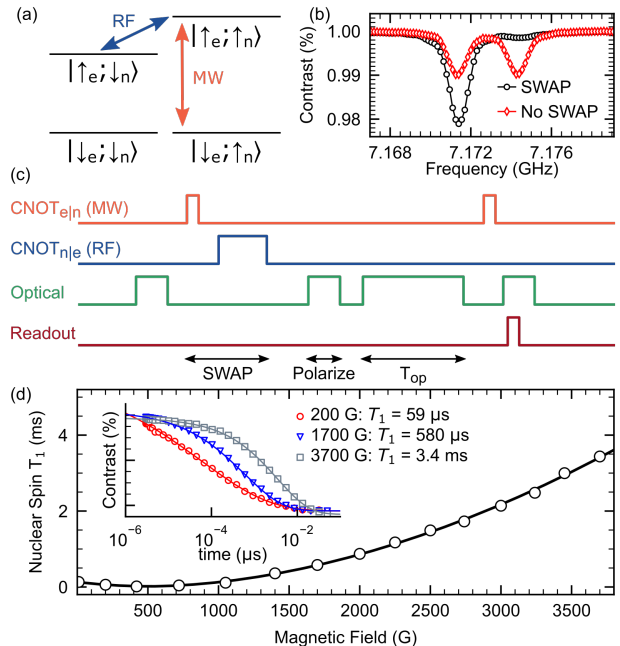 (a)
RF
|↑e;↑n⟩
|↑e;↓n⟩
MW
|↓e;↓n⟩
|↓e;↑n⟩
(b)
Contrast (%)
1.00
0.99
0.98
SWAP
No SWAP
7.168
7.172
7.176
Frequency (GHz)
(c)
CNOTe|n (MW)
CNOTn|e (RF)
Optical
Readout
SWAP
Polarize
Top
(d)
Nuclear Spin T1 (ms)
4
2
0
Contrast (%)
200 G: T1 = 59 µs
1700 G: T1 = 580 µs
3700 G: T1 = 3.4 ms
10−6
10−4
10−2
time (µs)
500
1000
1500
2000
2500
3000
3500
Magnetic Field (G)